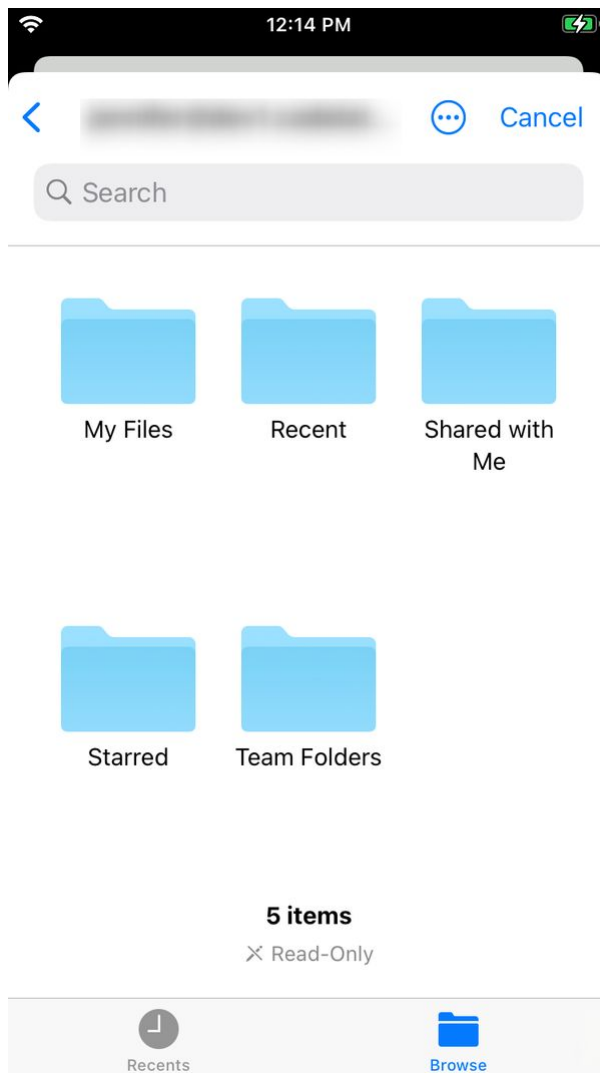 12:14 PM
Cancel
Search
My Files
Recent
Shared with
Me
Starred
Team Folders
5 items
Read-Only
Recents
Browse